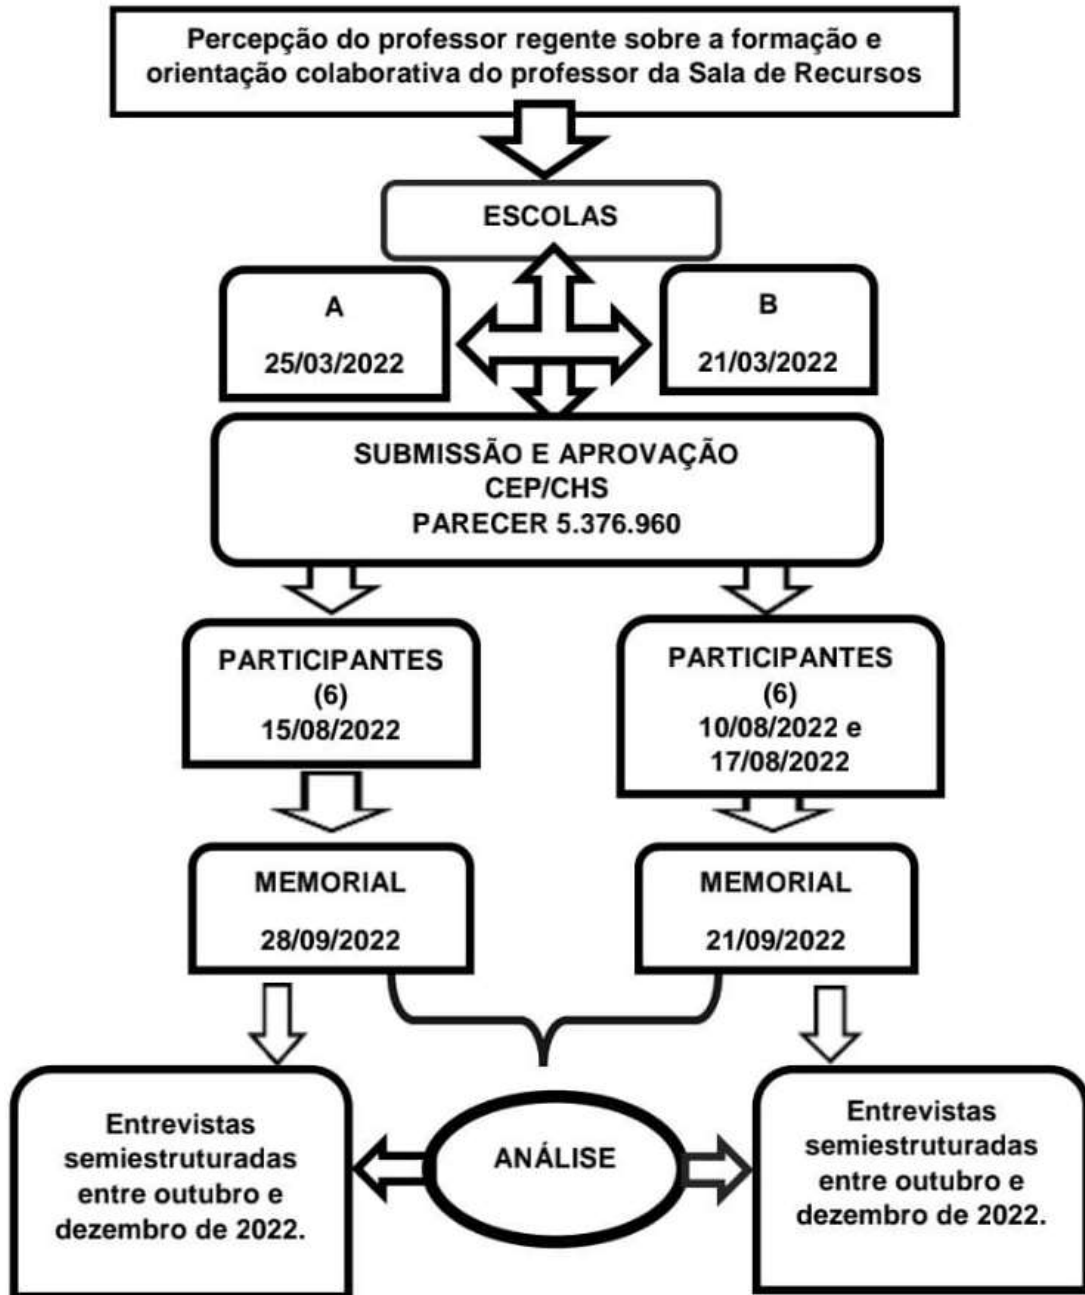 Percepção do professor regente sobre a formação e
orientação colaborativa do professor da Sala de Recursos
ESCOLAS
A
25/03/2022
B
21/03/2022
SUBMISSÃO E APROVAÇÃO
CEP/CHS
PARECER 5.376.960
PARTICIPANTES
(6)
15/08/2022
PARTICIPANTES
(6)
10/08/2022 e
17/08/2022
MEMORIAL
28/09/2022
MEMORIAL
21/09/2022
Entrevistas
semiestruturadas
entre outubro e
dezembro de 2022.
ANÁLISE
Entrevistas
semiestruturadas
entre outubro e
dezembro de 2022.